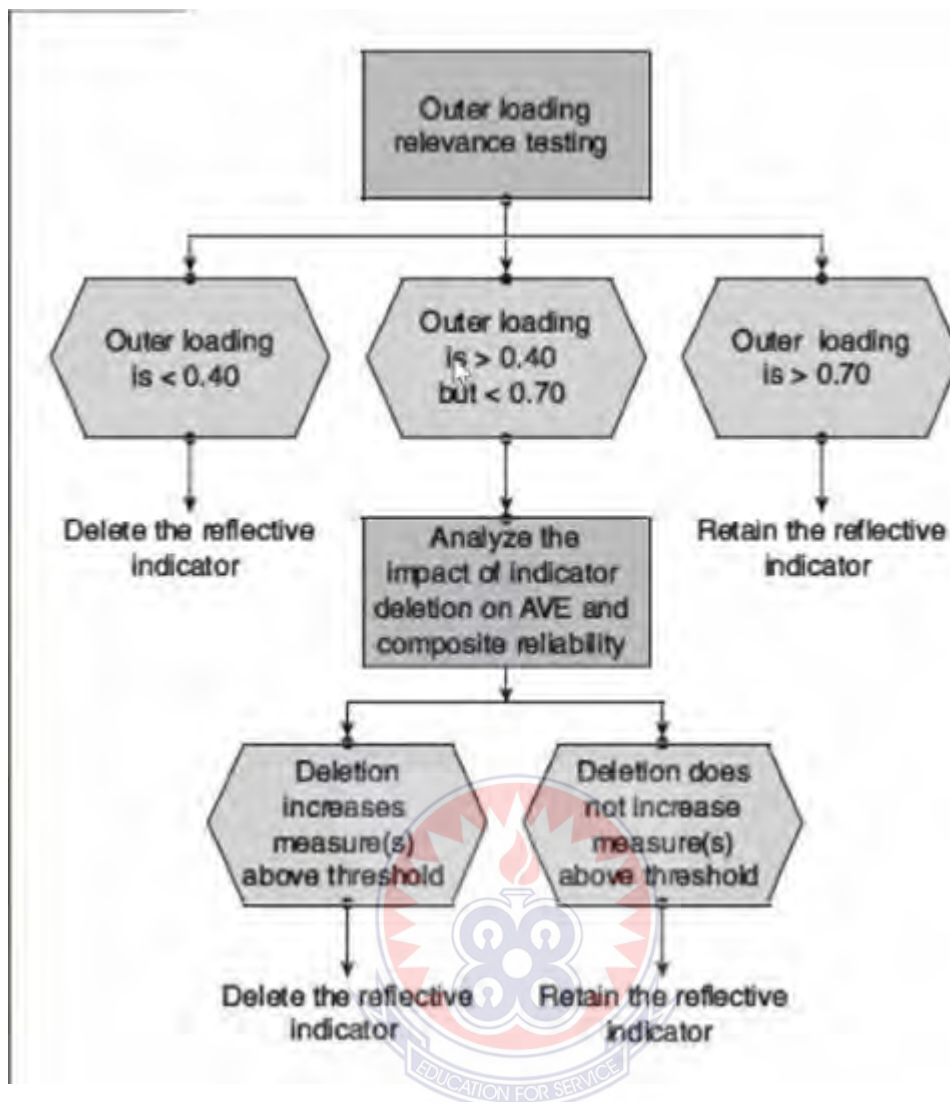 Outer loading
relevance testing
Outer loading
is < 0.40
Outer loading
is > 0.40
but < 0.70
Outer loading
is > 0.70
Delete the reflective
indicator
Analyze the
impact of indicator
deletion on AVE and
composite reliability
Retain the reflective
indicator
Deletion
increases
measure(s)
above threshold
Deletion does
not increase
measure(s)
above threshold
Delete the reflective
indicator
Retain the reflective
indicator
EDUCATION FOR SERVICE